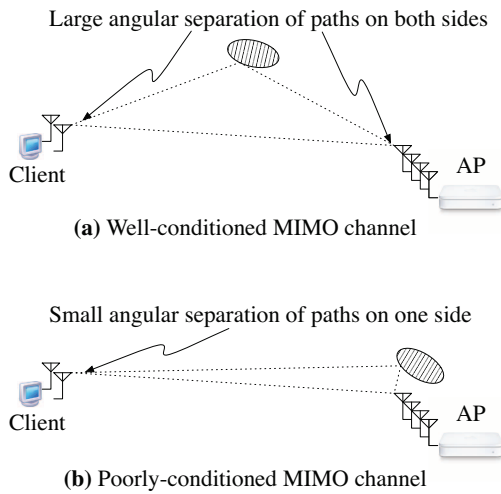 Large angular separation of paths on both sides
Client
AP
(a) Well-conditioned MIMO channel
Small angular separation of paths on one side
Client
AP
(b) Poorly-conditioned MIMO channel